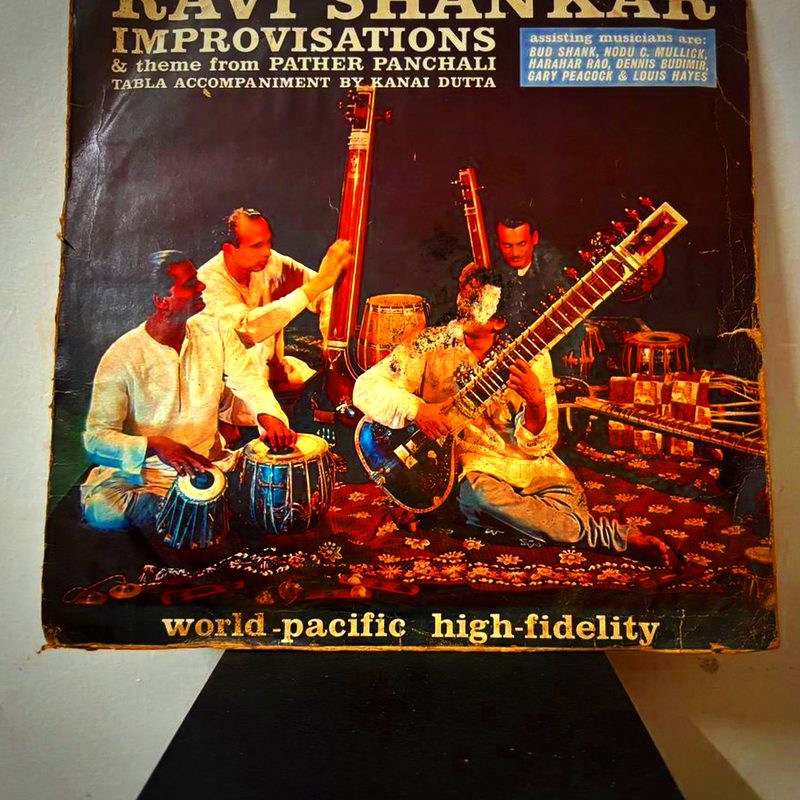 RAVI SHANKAR
IMPROVISATIONS
& theme from PATHER PANCHALI
TABLA ACCOMPANIMENT BY KANAI DUTTA
assisting musicians are:
BUD SHANK, NODU C. MULLICK,
HARAHAR RAO, DENNIS BUDIMIR,
GARY PEACOCK & LOUIS HAYES
world-pacific high-fidelity